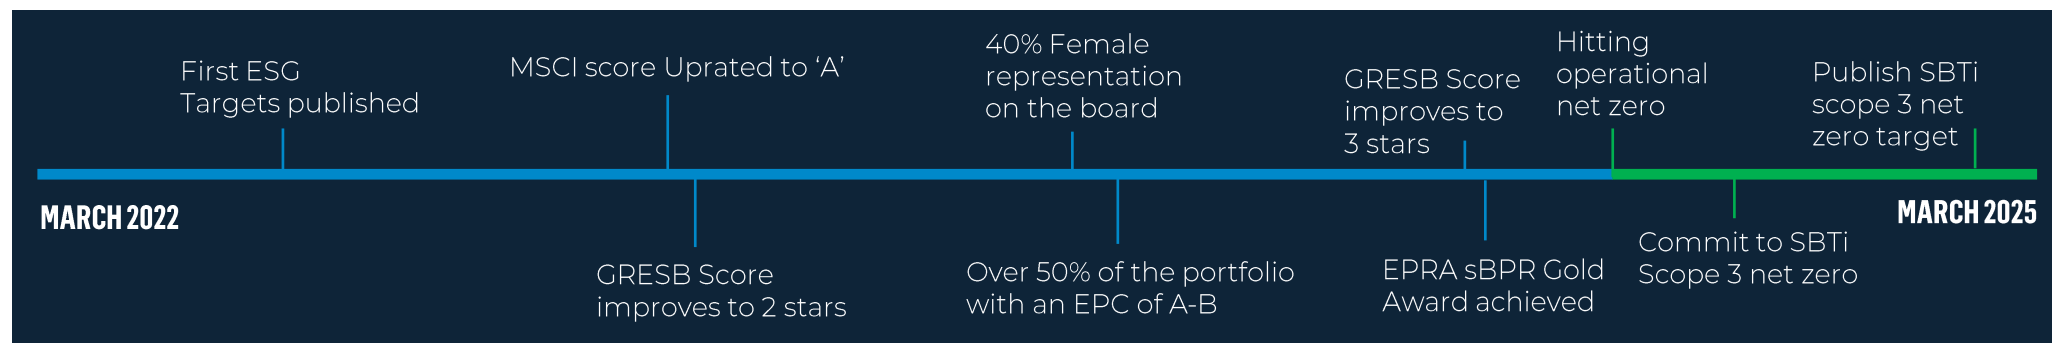 First ESG
Targets published
MSCI score Uprated to ‘A’
40% Female
representation
on the board
GRESB Score
improves to
3 stars
Hitting
operational
net zero
Publish SBTi
scope 3 net
zero target
MARCH 2022
MARCH 2025
GRESB Score
improves to 2 stars
Over 50% of the portfolio
with an EPC of A-B
EPRA sBPR Gold
Award achieved
Commit to SBTi
Scope 3 net zero